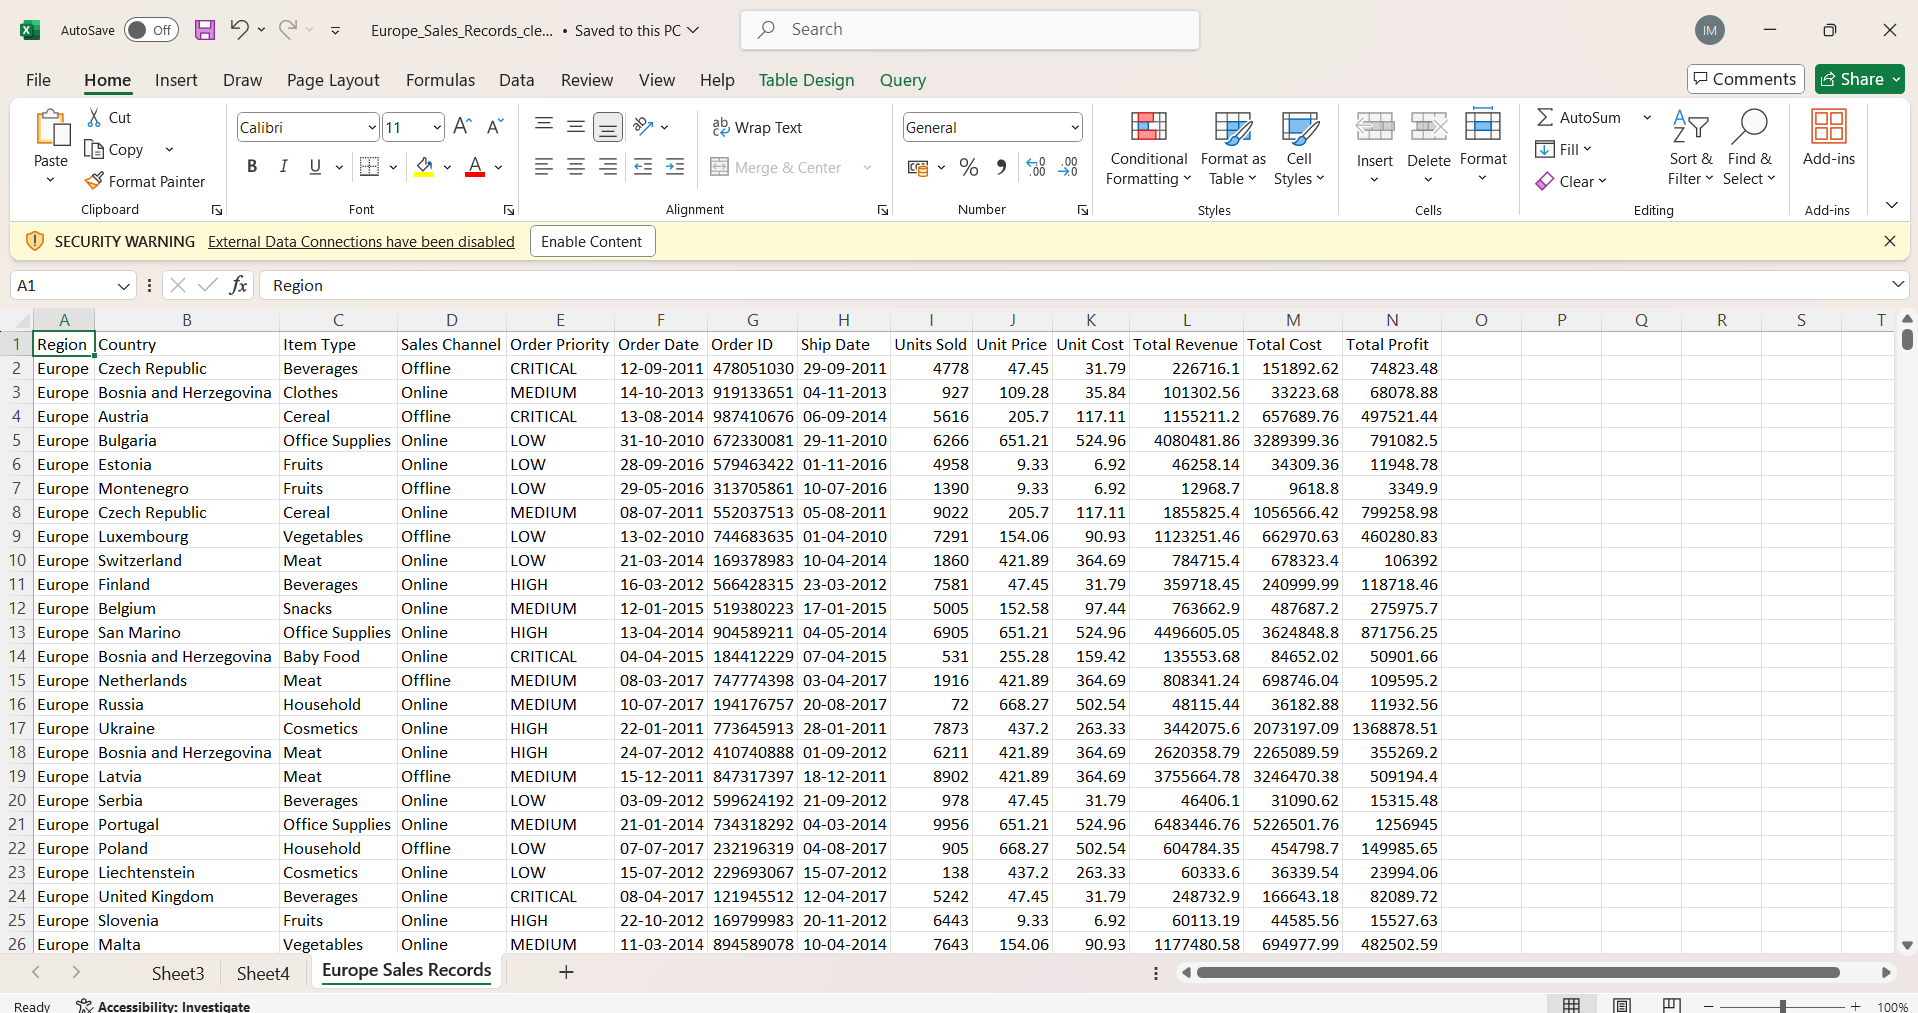 AutoSave Off Europe_Sales_Records_cle... • Saved to this PC Search IM
File Home Insert Draw Page Layout Formulas Data Review View Help Table Design Query Comments Share
Paste
Cut
Copy
Format Painter
Clipboard
Calibri 11
B I U
Font
Wrap Text
Merge & Center
Alignment
General
Number
Conditional Formatting
Format as Table
Cell Styles
Styles
Insert
Delete
Format
Cells
AutoSum
Fill
Clear
Sort & Filter
Find & Select
Editing
Add-ins
Add-ins
SECURITY WARNING External Data Connections have been disabled Enable Content
A1 fx Region
A B C D E F G H I J K L M N O P Q R S T
1 Region Country Item Type Sales Channel Order Priority Order Date Order ID Ship Date Units Sold Unit Price Unit Cost Total Revenue Total Cost Total Profit
2 Europe Czech Republic Beverages Offline CRITICAL 12-09-2011 478051030 29-09-2011 4778 47.45 31.79 226716.1 151892.62 74823.48
3 Europe Bosnia and Herzegovina Clothes Online MEDIUM 14-10-2013 919133651 04-11-2013 927 109.28 35.84 101302.56 33223.68 68078.88
4 Europe Austria Cereal Offline CRITICAL 13-08-2014 987410676 06-09-2014 5616 205.7 117.11 1155211.2 657689.76 497521.44
5 Europe Bulgaria Office Supplies Online LOW 31-10-2010 672330081 29-11-2010 6266 651.21 524.96 4080481.86 3289399.36 791082.5
6 Europe Estonia Fruits Online LOW 28-09-2016 579463422 01-11-2016 4958 9.33 6.92 46258.14 34309.36 11948.78
7 Europe Montenegro Fruits Offline LOW 29-05-2016 313705861 10-07-2016 1390 9.33 6.92 12968.7 9618.8 3349.9
8 Europe Czech Republic Cereal Online MEDIUM 08-07-2011 552037513 05-08-2011 9022 205.7 117.11 1855825.4 1056566.42 799258.98
9 Europe Luxembourg Vegetables Offline LOW 13-02-2010 744683635 01-04-2010 7291 154.06 90.93 1123251.46 662970.63 460280.83
10 Europe Switzerland Meat Online LOW 21-03-2014 169378983 10-04-2014 1860 421.89 364.69 784715.4 678323.4 106392
11 Europe Finland Beverages Online HIGH 16-03-2012 566428315 23-03-2012 7581 47.45 31.79 359718.45 240999.99 118718.46
12 Europe Belgium Snacks Online MEDIUM 12-01-2015 519380223 17-01-2015 5005 152.58 97.44 763662.9 487687.2 275975.7
13 Europe San Marino Office Supplies Online HIGH 13-04-2014 904589211 04-05-2014 6905 651.21 524.96 4496605.05 3624848.8 871756.25
14 Europe Bosnia and Herzegovina Baby Food Online CRITICAL 04-04-2015 184412229 07-04-2015 531 255.28 159.42 135553.68 84652.02 50901.66
15 Europe Netherlands Meat Offline MEDIUM 08-03-2017 747774398 03-04-2017 1916 421.89 364.69 808341.24 698746.04 109595.2
16 Europe Russia Household Online MEDIUM 10-07-2017 194176757 20-08-2017 72 668.27 502.54 48115.44 36182.88 11932.56
17 Europe Ukraine Cosmetics Online HIGH 22-01-2011 773645913 28-01-2011 7873 437.2 263.33 3442075.6 2073197.09 1368878.51
18 Europe Bosnia and Herzegovina Meat Online HIGH 24-07-2012 410740888 01-09-2012 6211 421.89 364.69 2620358.79 2265089.59 355269.2
19 Europe Latvia Meat Offline MEDIUM 15-12-2011 847317397 18-12-2011 8902 421.89 364.69 3755664.78 3246470.38 509194.4
20 Europe Serbia Beverages Online LOW 03-09-2012 599624192 21-09-2012 978 47.45 31.79 46406.1 31090.62 15315.48
21 Europe Portugal Office Supplies Online MEDIUM 21-01-2014 734318292 04-03-2014 9956 651.21 524.96 6483446.76 5226501.76 1256945
22 Europe Poland Household Offline LOW 07-07-2017 232196319 04-08-2017 905 668.27 502.54 604784.35 454798.7 149985.65
23 Europe Liechtenstein Cosmetics Online LOW 15-07-2012 229693067 15-07-2012 138 437.2 263.33 60333.6 36339.54 23994.06
24 Europe United Kingdom Beverages Online CRITICAL 08-04-2017 121945512 12-04-2017 5242 47.45 31.79 248732.9 166643.18 82089.72
25 Europe Slovenia Fruits Online HIGH 22-10-2012 169799983 20-11-2012 6443 9.33 6.92 60113.19 44585.56 15527.63
26 Europe Malta Vegetables Online MEDIUM 11-03-2014 894589078 10-04-2014 7643 154.06 90.93 1177480.58 694977.99 482502.59
Sheet3 Sheet4 Europe Sales Records
Ready Accessibility: Investigate 100%